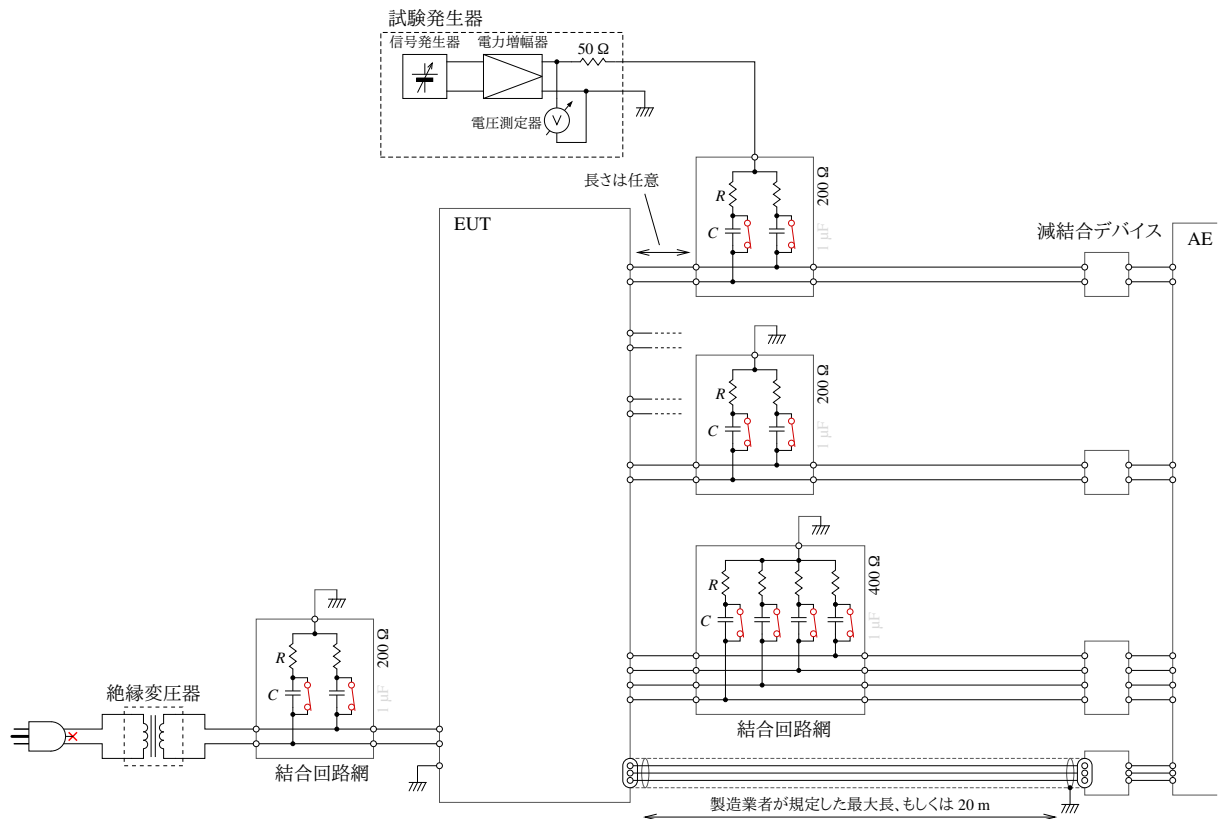 試験発生器
信号発生器
電力増幅器
50 Ω
V
電圧測定器
長さは任意
R
C
200 Ω
1 µF
EUT
減結合デバイス
AE
R
C
200 Ω
1 µF
R
C
400 Ω
1 µF
結合回路網
R
C
200 Ω
1 µF
絶縁変圧器
結合回路網
製造業者が規定した最大長、もしくは 20 m